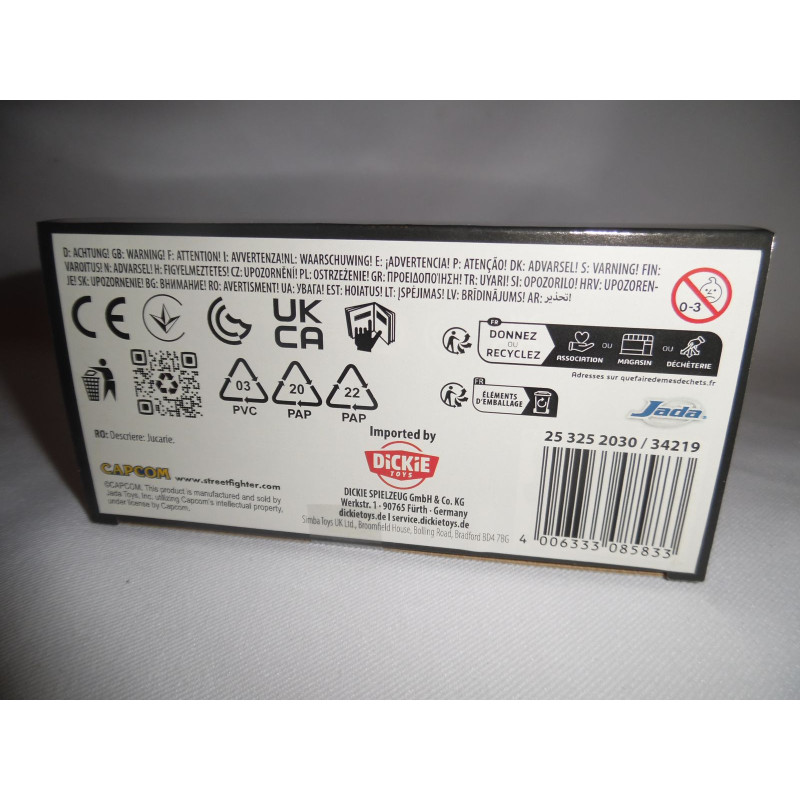 D: ACHTUNG! GB: WARNING! F: ATTENTION! I: AVVERTENZA!NL: WAARSCHUWING! E: ¡ADVERTENCIA! P: ATENÇÃO! DK: ADVARSEL! S: VARNING! FIN:
VAROITUS! N: ADVARSEL! H: FIGYELMEZTETES! CZ: UPOZORNĚNÍ! PL: OSTRZEŻENIE! GR: ΠΡΟΕΙΔΟΠΟΙΗΣΗ! TR: UYARI! SI: OPOZORILO! HRV: UPOZOREN-
JE! SK: UPOZORNENIE! BG: ВНИМАНИЕ! RO: AVERTISMENT! UA: УВАГА! EST: HOIATUS! LT: ĮSPĖJIMAS! LV: BRĪDINĀJUMS! AR: تحذير!
0-3
CE
UK
CA
FR
DONNEZ
OU
RECYCLEZ
ASSOCIATION
OU
MAGASIN
OU
DÉCHÈTERIE
Adresses sur quefairedemesdechets.fr
03
PVC
20
PAP
22
PAP
FR
ÉLÉMENTS
D'EMBALLAGE
Jada
RO: Descriere: Jucarie.
Imported by
DICKIE
TOYS
25 325 2030 / 34219
CAPCOM www.streetfighter.com
©CAPCOM. This product is manufactured and sold by
Jada Toys, Inc. utilizing Capcom's intellectual property,
under license by Capcom.
DICKIE SPIELZEUG GmbH & Co. KG
Werkstr. 1 - 90765 Fürth - Germany
dickietoys.de | service.dickietoys.de
Simba Toys UK Ltd., Broomfield House, Bolling Road, Bradford BD4 7BG
4 006333 085833